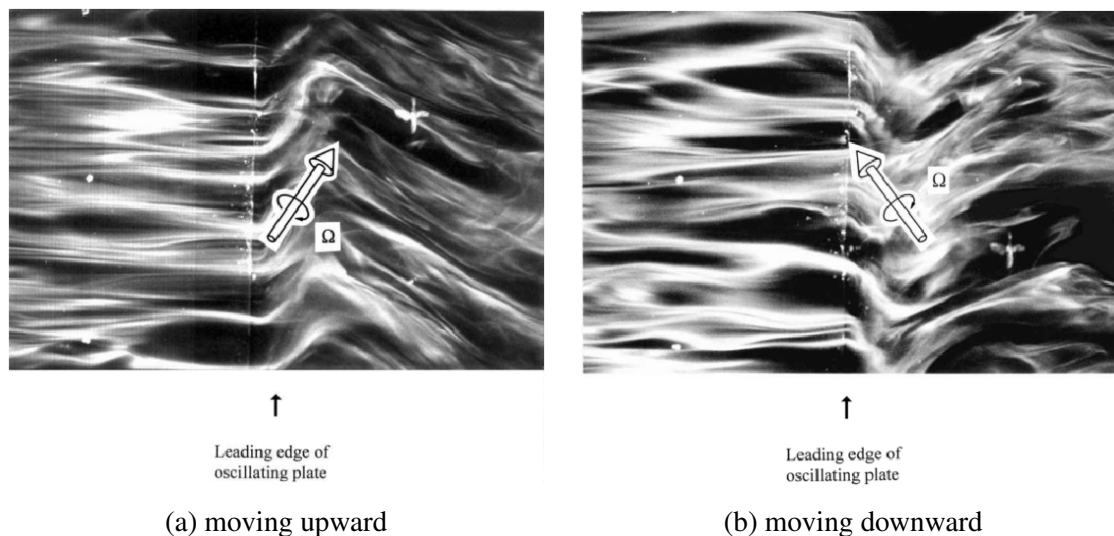 Ω
Ω
↑
Leading edge of
oscillating plate
↑
Leading edge of
oscillating plate
(a) moving upward
(b) moving downward